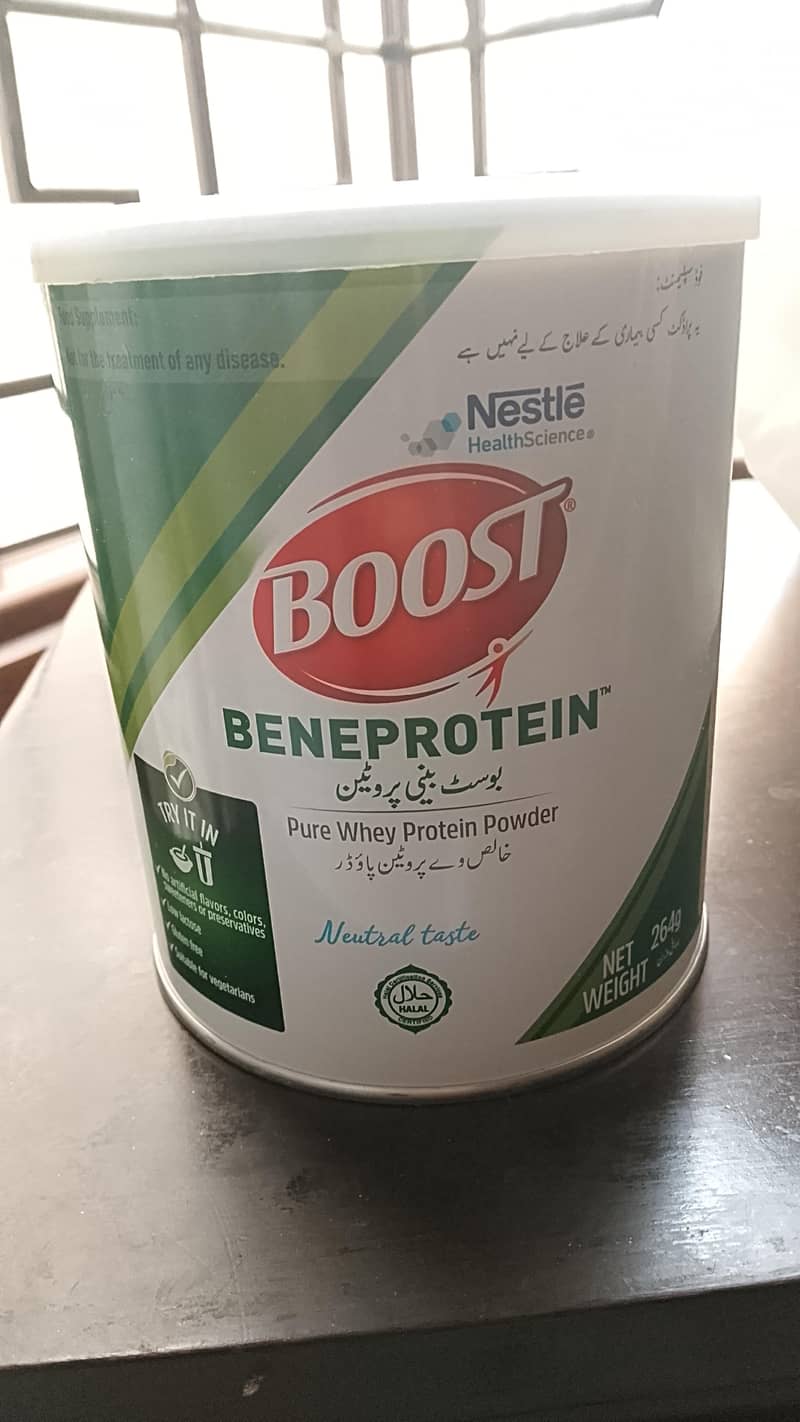 Food Supplement:
Not for the treatment of any disease.
فوڈ سپلیمنٹ:
یہ پراڈکٹ کسی بیماری کے علاج کے لیے نہیں ہے
Nestlé
HealthScience®
BOOST®
BENEPROTEIN™
بوسٹ بینی پروٹین
Pure Whey Protein Powder
خالص وے پروٹین پاؤڈر
TRY IT IN
✓ No artificial flavors, colors,
sweeteners or preservatives
✓ Low lactose
✓ Gluten free
✓ Suitable for vegetarians
Neutral taste
حلال
HALAL
CERTIFIED
NET
WEIGHT
264g